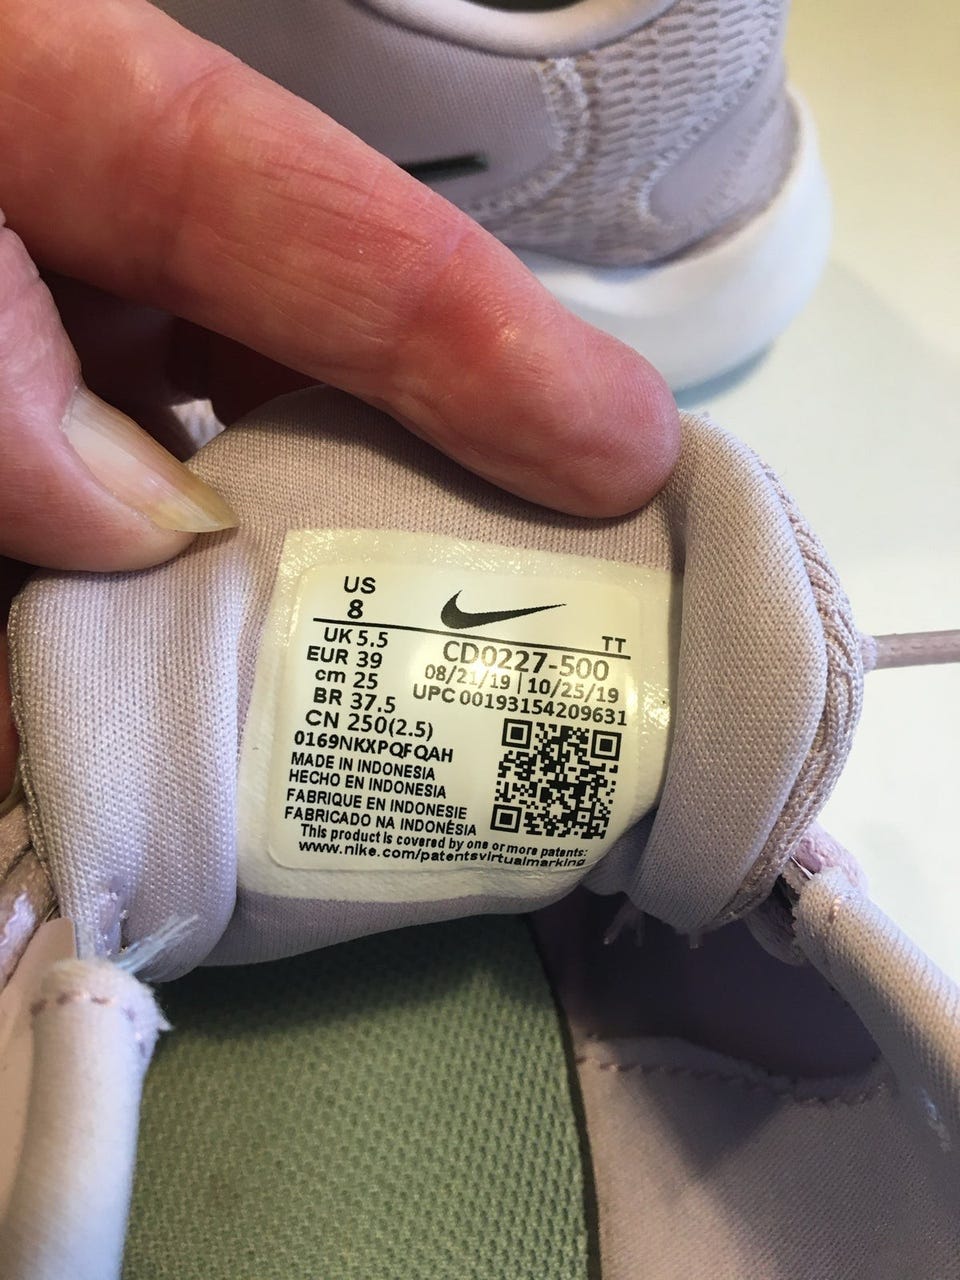 US
8
UK 5.5
EUR 39
cm 25
BR 37.5
CN 250(2.5)
TT
CD0227-500
08/21/19 | 10/25/19
UPC 00193154209631
0169NKXPQFQAH
MADE IN INDONESIA
HECHO EN INDONESIA
FABRIQUE EN INDONESIE
FABRICADO NA INDONÉSIA
This product is covered by one or more patents:
www.nike.com/patentsvirtualmarking